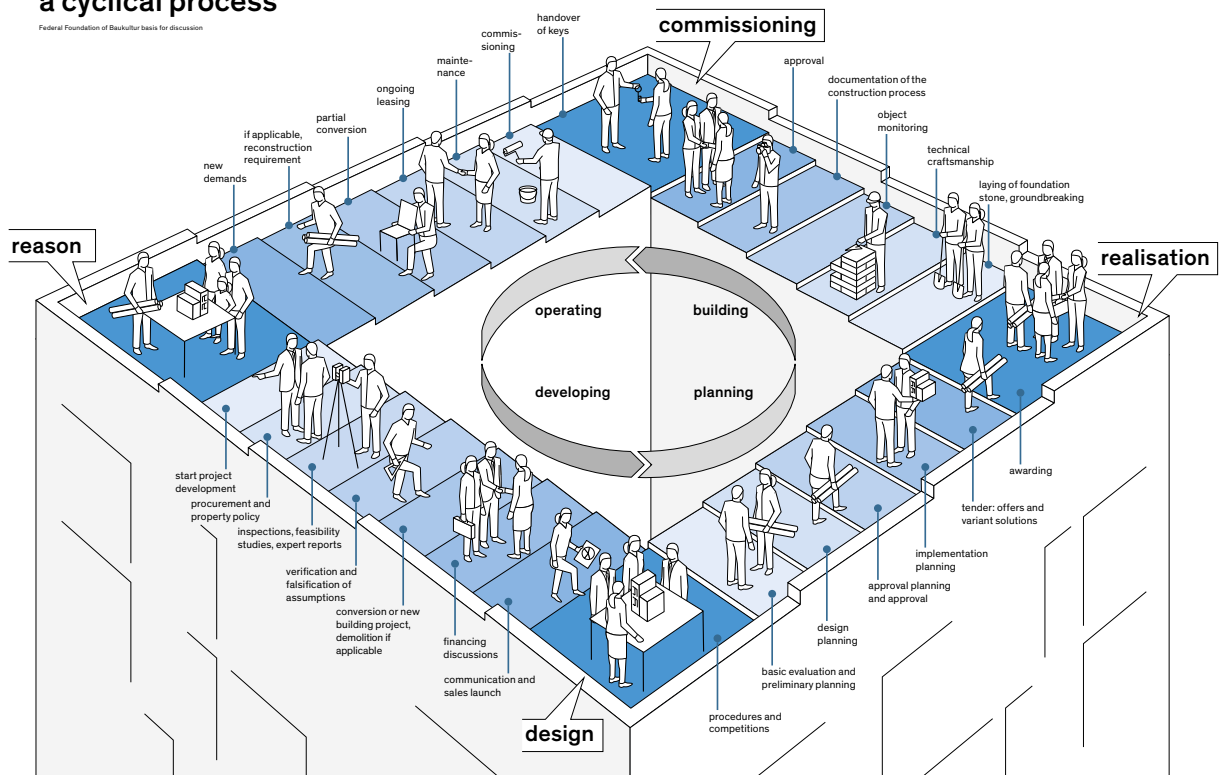 a cyclical process
Federal Foundation of Baukultur basis for discussion
commissioning
handover
of keys
commis-
sioning
mainte-
nance
ongoing
leasing
partial
conversion
if applicable,
reconstruction
requirement
new
demands
reason
approval
documentation of the
construction process
object
monitoring
technical
craftsmanship
laying of foundation
stone, groundbreaking
realisation
operating
building
developing
planning
start project
development
procurement and
property policy
inspections, feasibility
studies, expert reports
verification and
falsification of
assumptions
conversion or new
building project,
demolition if
applicable
financing
discussions
communication and
sales launch
design
procedures and
competitions
basic evaluation and
preliminary planning
design
planning
approval planning
and approval
implementation
planning
tender: offers and
variant solutions
awarding